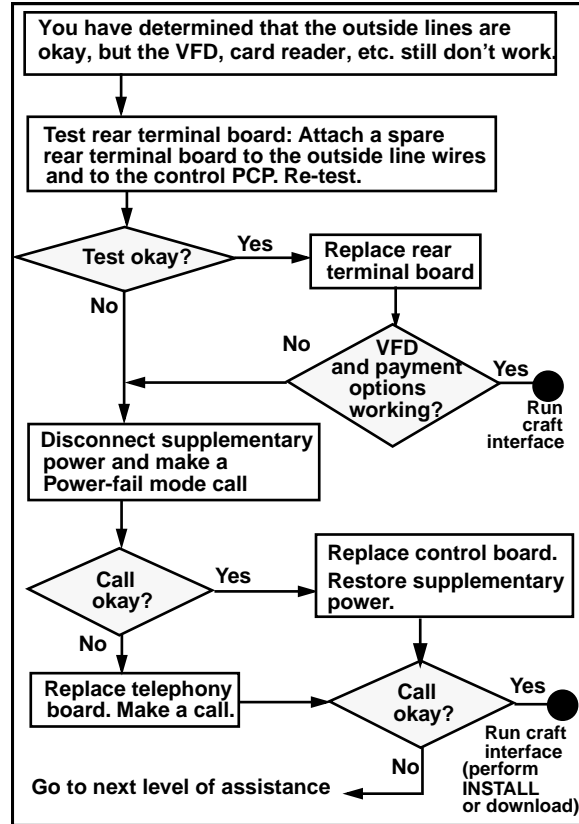 You have determined that the outside lines are
okay, but the VFD, card reader, etc. still don't work.
Test rear terminal board: Attach a spare
rear terminal board to the outside line wires
and to the control PCP. Re-test.
Test okay?
Yes
Replace rear
terminal board
No
No
VFD
and payment
options
working?
Yes
Run
craft
interface
Disconnect supplementary
power and make a
Power-fail mode call
Call
okay?
Yes
Replace control board.
Restore supplementary
power.
No
Replace telephony
board. Make a call.
Call
okay?
Yes
Run craft
interface
(perform
INSTALL
or download)
No
Go to next level of assistance